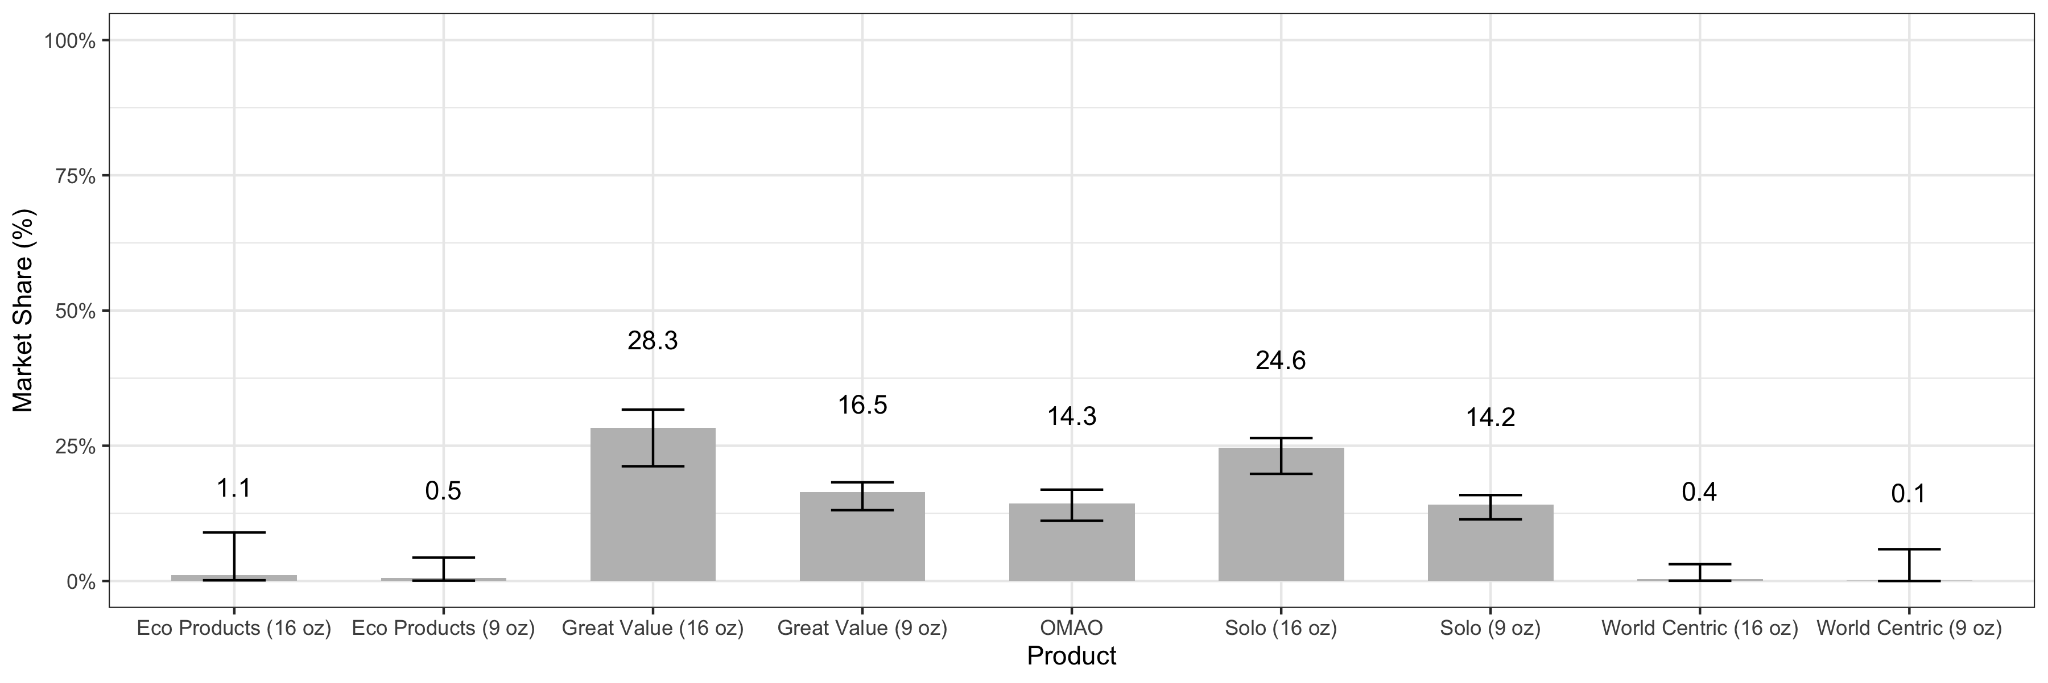 100%
75%
50%
25%
0%
Market Share (%)
1.1
0.5
28.3
16.5
14.3
24.6
14.2
0.4
0.1
Eco Products (16 oz)
Eco Products (9 oz)
Great Value (16 oz)
Great Value (9 oz)
OMAO
Solo (16 oz)
Solo (9 oz)
World Centric (16 oz)
World Centric (9 oz)
Product